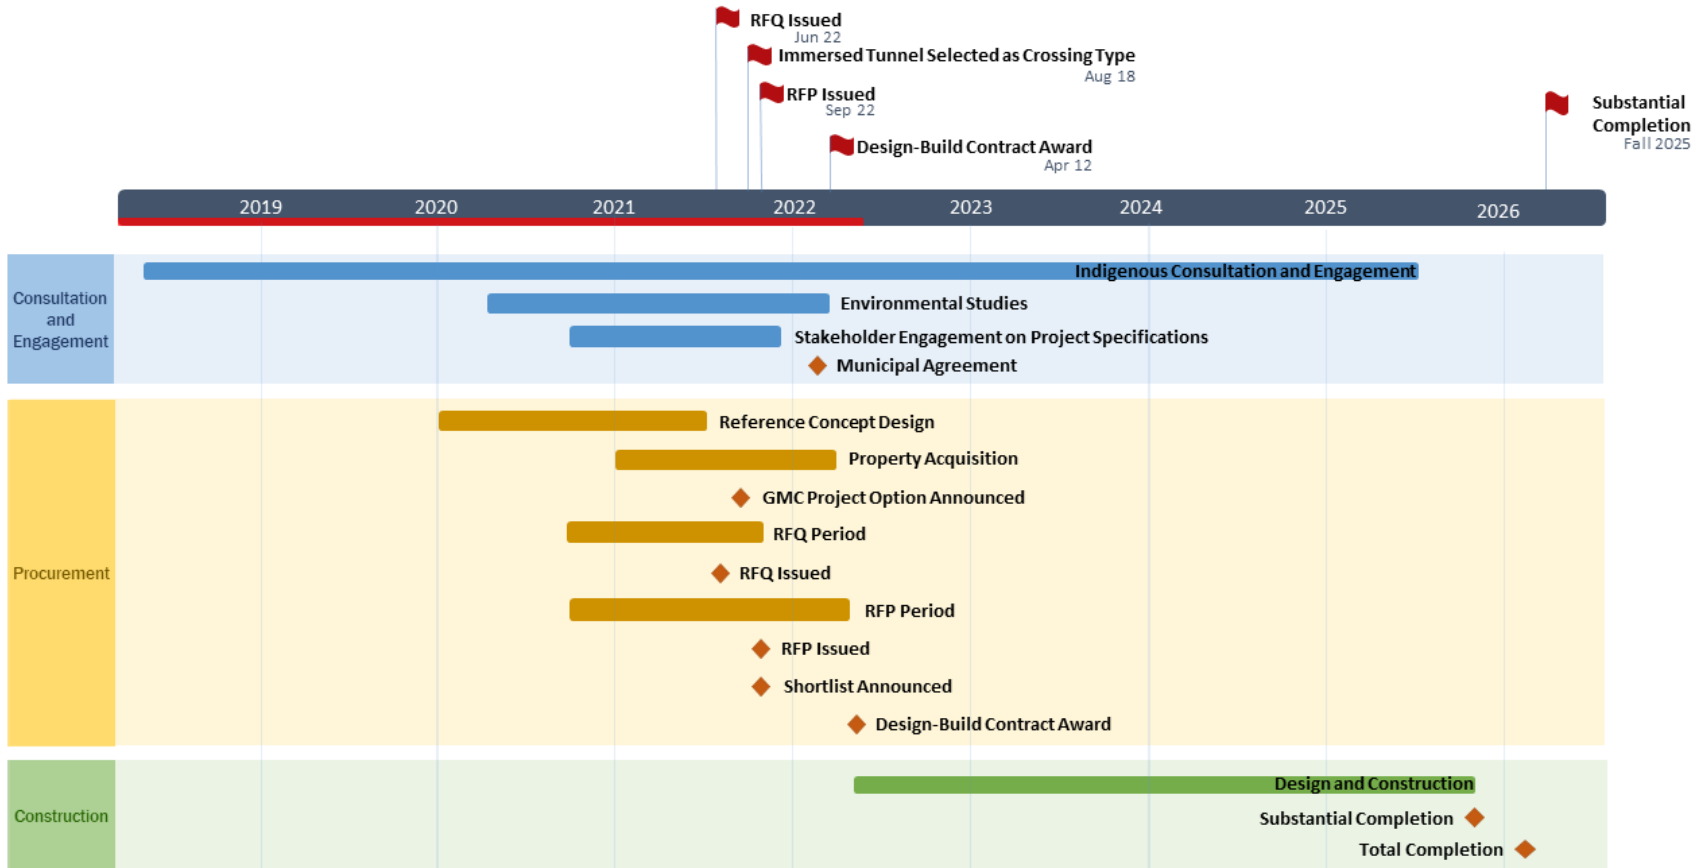 RFQ Issued
Jun 22
Immersed Tunnel Selected as Crossing Type
Aug 18
RFP Issued
Sep 22
Design-Build Contract Award
Apr 12
Substantial
Completion
Fall 2025
2019 2020 2021 2022 2023 2024 2025 2026
Consultation
and
Engagement
Indigenous Consultation and Engagement
Environmental Studies
Stakeholder Engagement on Project Specifications
Municipal Agreement
Procurement
Reference Concept Design
Property Acquisition
GMC Project Option Announced
RFQ Period
RFQ Issued
RFP Period
RFP Issued
Shortlist Announced
Design-Build Contract Award
Construction
Design and Construction
Substantial Completion
Total Completion